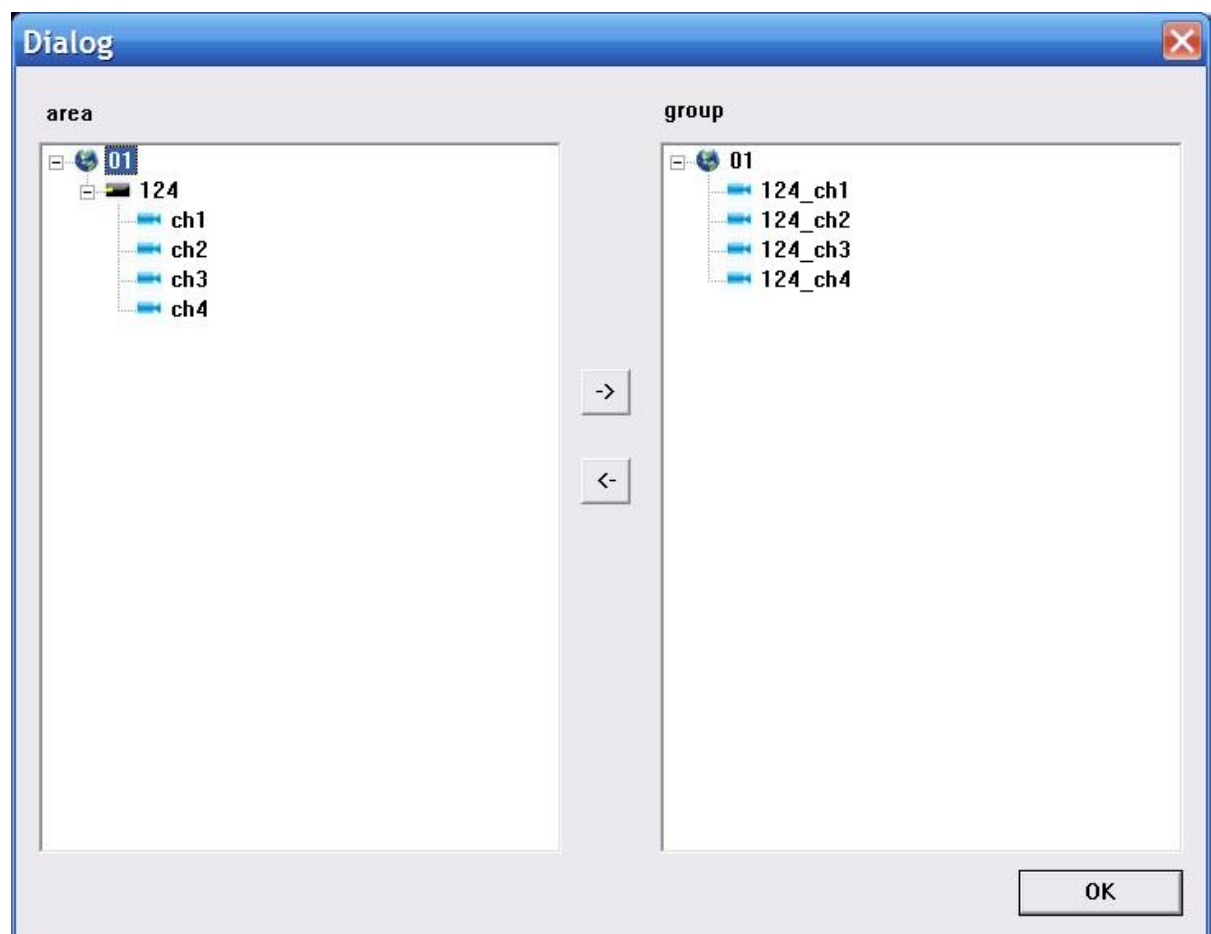 Dialog
area
01
124
ch1
ch2
ch3
ch4
->
<-
group
01
124_ch1
124_ch2
124_ch3
124_ch4
OK